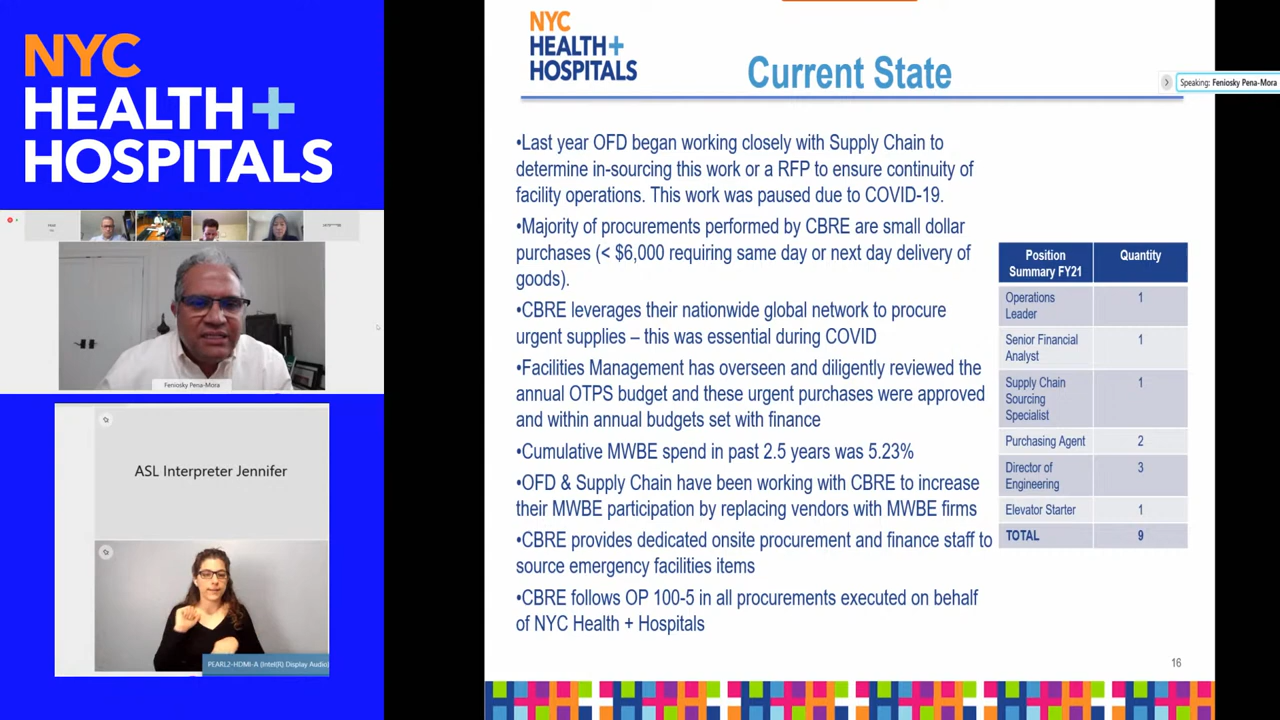 NYC
HEALTH+
HOSPITALS
Feniosky Pena-Mora
ASL Interpreter Jennifer
PEARL2-HDMI-A (Intel(R) Display Audio)
NYC
HEALTH+
HOSPITALS
Current State
Speaking: Feniosky Pena-Mora
•Last year OFD began working closely with Supply Chain to
determine in-sourcing this work or a RFP to ensure continuity of
facility operations. This work was paused due to COVID-19.
•Majority of procurements performed by CBRE are small dollar
purchases (< $6,000 requiring same day or next day delivery of
goods).
•CBRE leverages their nationwide global network to procure
urgent supplies – this was essential during COVID
•Facilities Management has overseen and diligently reviewed the
annual OTPS budget and these urgent purchases were approved
and within annual budgets set with finance
•Cumulative MWBE spend in past 2.5 years was 5.23%
•OFD & Supply Chain have been working with CBRE to increase
their MWBE participation by replacing vendors with MWBE firms
•CBRE provides dedicated onsite procurement and finance staff to
source emergency facilities items
•CBRE follows OP 100-5 in all procurements executed on behalf
of NYC Health + Hospitals
Position Quantity
Summary FY21
Operations 1
Leader
Senior Financial 1
Analyst
Supply Chain 1
Sourcing
Specialist
Purchasing Agent 2
Director of 3
Engineering
Elevator Starter 1
TOTAL 9
16